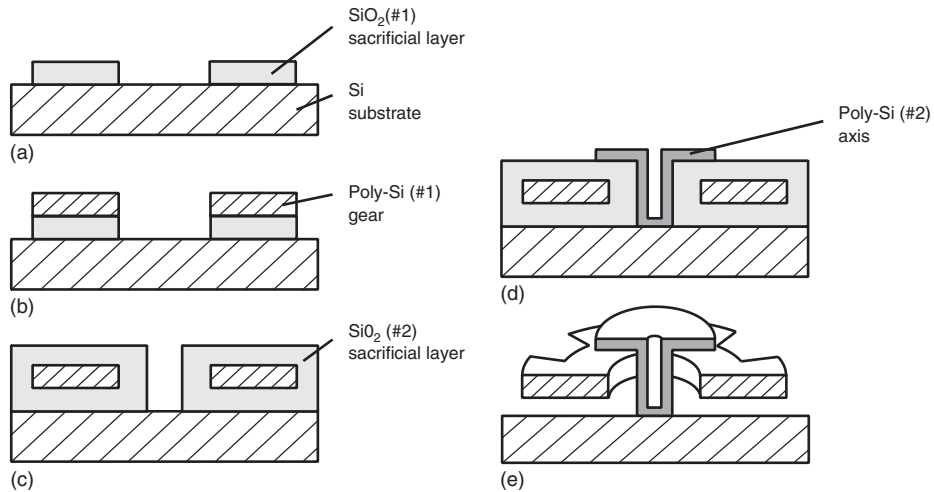 SiO₂(#1)
sacrificial layer
Si
substrate
(a)
Poly-Si (#1)
gear
(b)
Si0₂ (#2)
sacrificial layer
(c)
Poly-Si (#2)
axis
(d)
(e)